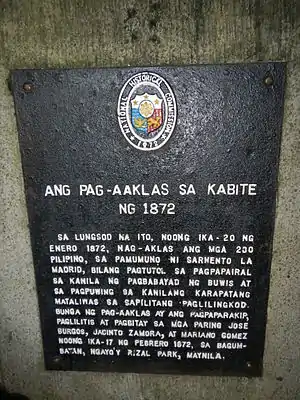 NATIONAL HISTORICAL COMMISSION
1972
ANG PAG-AAKLAS SA KABITE
NG 1872
SA LUNGSOD NA ITO, NOONG IKA-20 NG
ENERO 1872, NAG-AKLAS ANG MGA 200
PILIPINO, SA PAMUMUNO NI SARHENTO LA
MADRID, BILANG PAGTUTOL SA PAGPAPAIRAL
SA KANILA NG PAGBABAYAD NG BUWIS AT
SA PAGPUWING SA KANILANG KARAPATANG
MATALIWAS SA SAPILITANG PAGLILINGKOD.
BUNGA NG PAG-AKLAS AY ANG PAGPAPARAKIP,
PAGLILITIS AT PAGBITAY SA MGA PARING JOSE
BURGOS, JACINTO ZAMORA, AT MARIANO GOMEZ
NOONG IKA-17 NG PEBRERO 1872, SA BAGUM-
BAYAN, NGAYO'Y RIZAL PARK, MAYNILA.